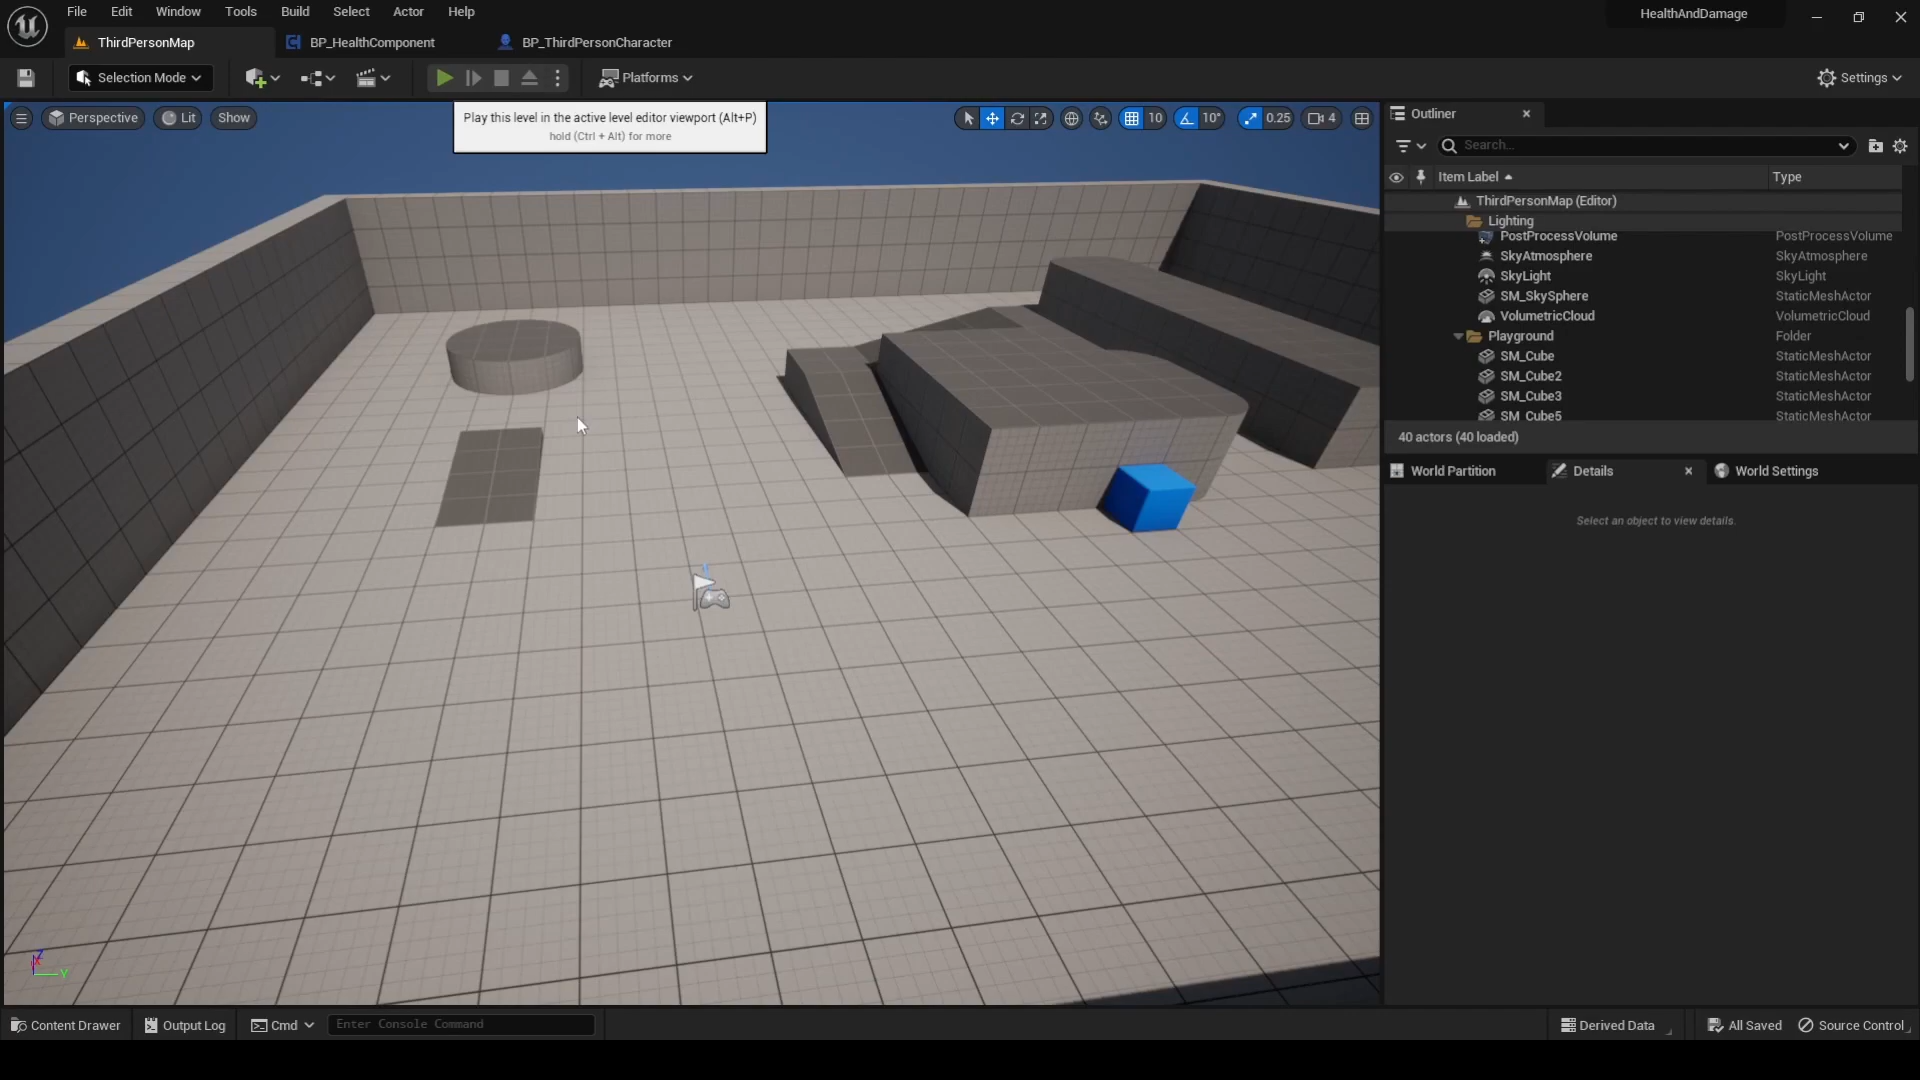 File Edit Window Tools Build Select Actor Help
HealthAndDamage
ThirdPersonMap
BP_HealthComponent
BP_ThirdPersonCharacter
Selection Mode
Platforms
Settings
Perspective
Lit
Show
Play this level in the active level editor viewport (Alt+P)
hold (Ctrl + Alt) for more
10
10°
0.25
4
Outliner
Search...
Item Label
Type
ThirdPersonMap (Editor)
Lighting
PostProcessVolume PostProcessVolume
SkyAtmosphere SkyAtmosphere
SkyLight SkyLight
SM_SkySphere StaticMeshActor
VolumetricCloud VolumetricCloud
Playground Folder
SM_Cube StaticMeshActor
SM_Cube2 StaticMeshActor
SM_Cube3 StaticMeshActor
SM_Cube5 StaticMeshActor
40 actors (40 loaded)
World Partition
Details
World Settings
Select an object to view details.
Z
X
Y
Content Drawer
Output Log
Cmd
Enter Console Command
Derived Data
All Saved
Source Control